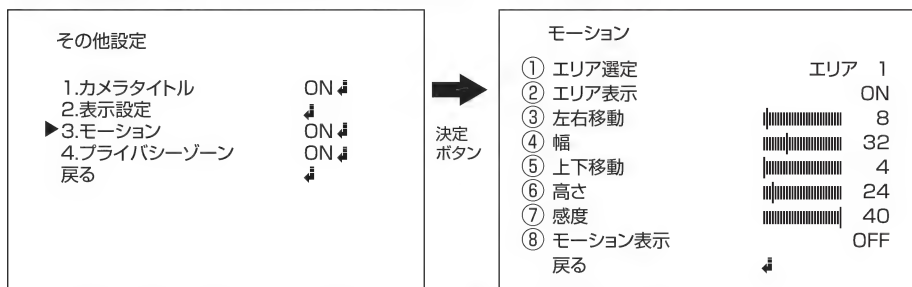 その他設定
1.カメラタイトル ON
2.表示設定
▶3.モーション ON
4.プライバシーゾーン ON
戻る
決定
ボタン
モーション
① エリア選定 エリア 1
② エリア表示 ON
③ 左右移動 8
④ 幅 32
⑤ 上下移動 4
⑥ 高さ 24
⑦ 感度 40
⑧ モーション表示 OFF
戻る